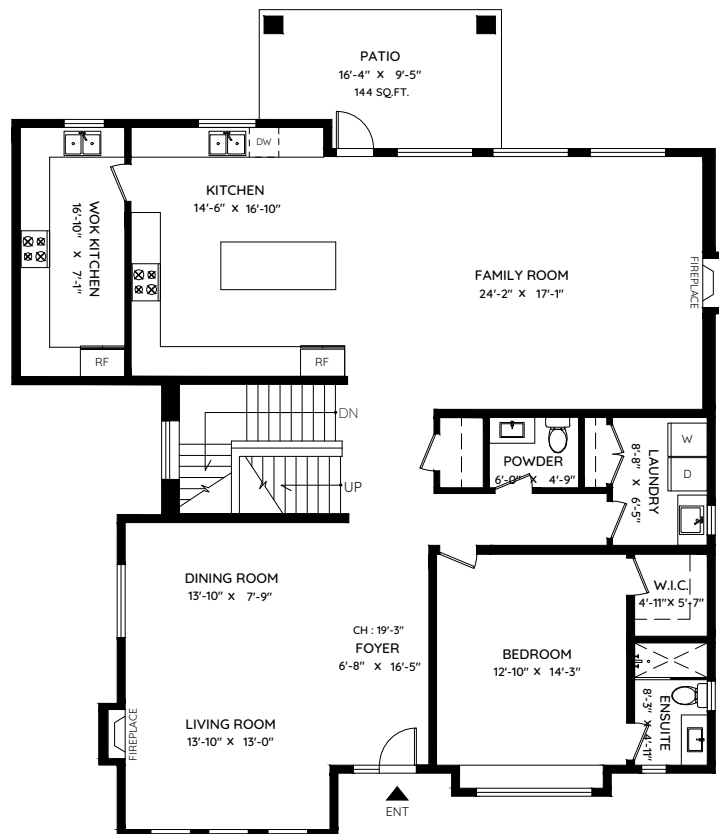 PATIO
16'-4" X 9'-5"
144 SQ.FT.
DW
KITCHEN
14'-6" X 16'-10"
WOK KITCHEN
16'-10" X 7'-1"
FAMILY ROOM
24'-2" X 17'-1"
FIREPLACE
RF
RF
DN
UP
POWDER
6'-0" X 4'-9"
LAUNDRY
8'-8" X 6'-5"
W
D
DINING ROOM
13'-10" X 7'-9"
CH : 19'-3"
FOYER
6'-8" X 16'-5"
BEDROOM
12'-10" X 14'-3"
W.I.C.
4'-11" X 5'-7"
ENSUITE
8'-3" X 4'-11"
LIVING ROOM
13'-10" X 13'-0"
FIREPLACE
ENT